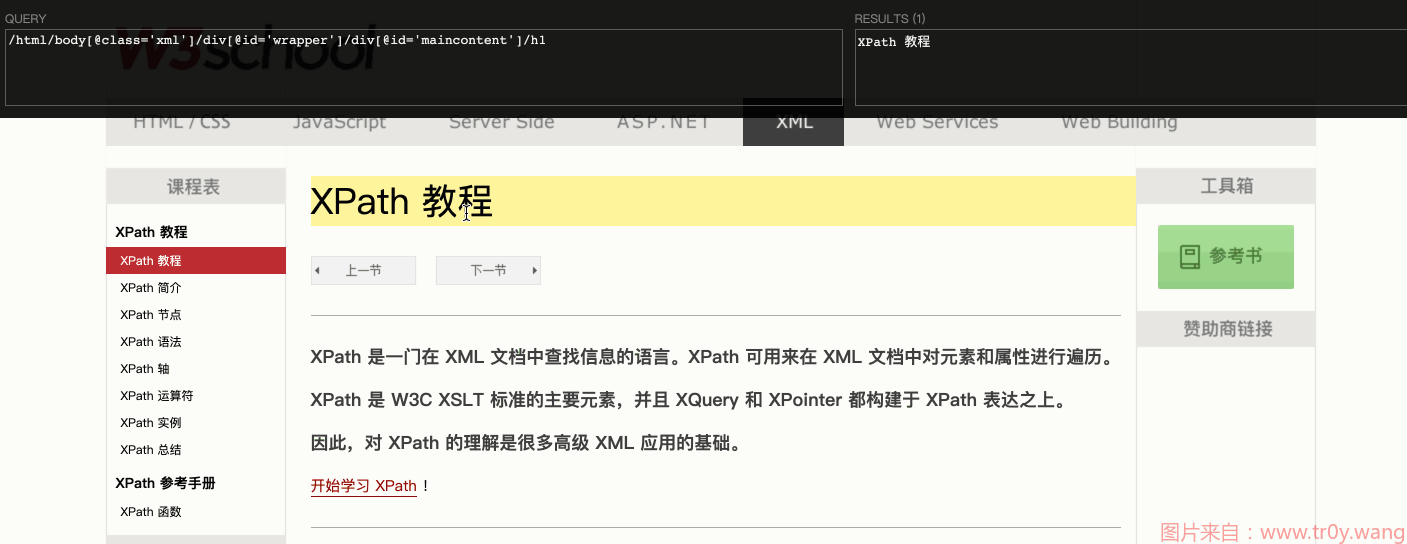 QUERY
RESULTS (1)
/html/body[@class='xml']/div[@id='wrapper']/div[@id='maincontent']/h1
XPath 教程
W3school
HTML / CSS
JavaScript
Server Side
ASP.NET
XML
Web Services
Web Building
课程表
XPath 教程
XPath 教程
XPath 简介
XPath 节点
XPath 语法
XPath 轴
XPath 运算符
XPath 实例
XPath 总结
XPath 参考手册
XPath 函数
XPath 教程
上一节
下一节
XPath 是一门在 XML 文档中查找信息的语言。XPath 可用来在 XML 文档中对元素和属性进行遍历。
XPath 是 W3C XSLT 标准的主要元素，并且 XQuery 和 XPointer 都构建于 XPath 表达之上。
因此，对 XPath 的理解是很多高级 XML 应用的基础。
开始学习 XPath！
工具箱
参考书
赞助商链接
图片来自：www.tr0y.wang